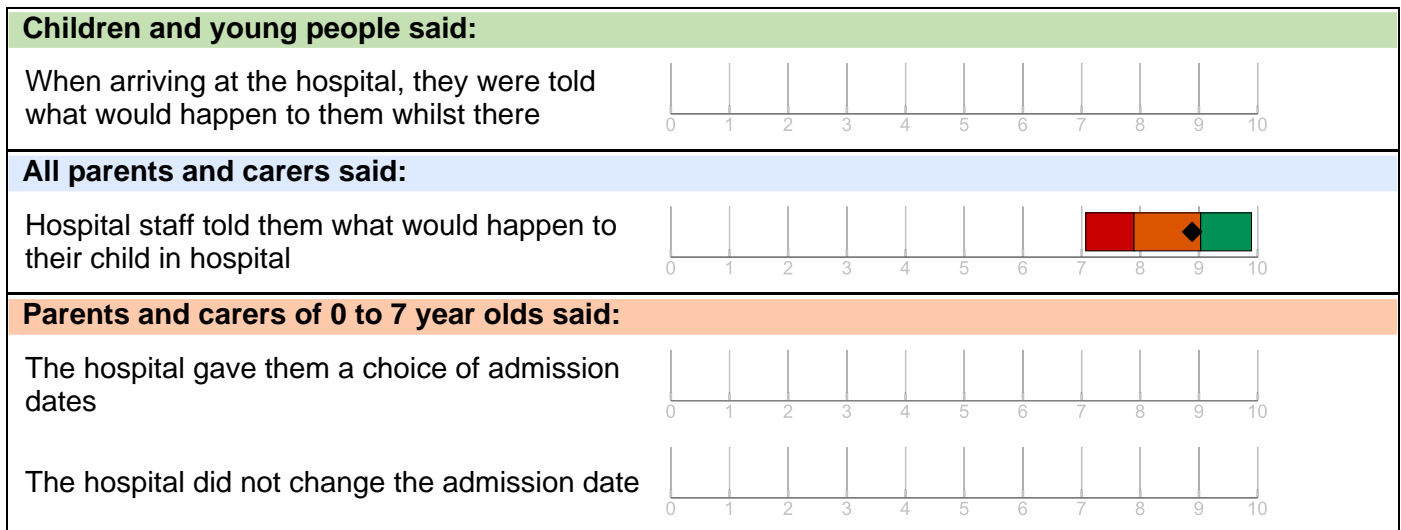 Children and young people said:
When arriving at the hospital, they were told
what would happen to them whilst there
0 1 2 3 4 5 6 7 8 9 10
All parents and carers said:
Hospital staff told them what would happen to
their child in hospital
0 1 2 3 4 5 6 7 8 9 10
Parents and carers of 0 to 7 year olds said:
The hospital gave them a choice of admission
dates
0 1 2 3 4 5 6 7 8 9 10
The hospital did not change the admission date
0 1 2 3 4 5 6 7 8 9 10